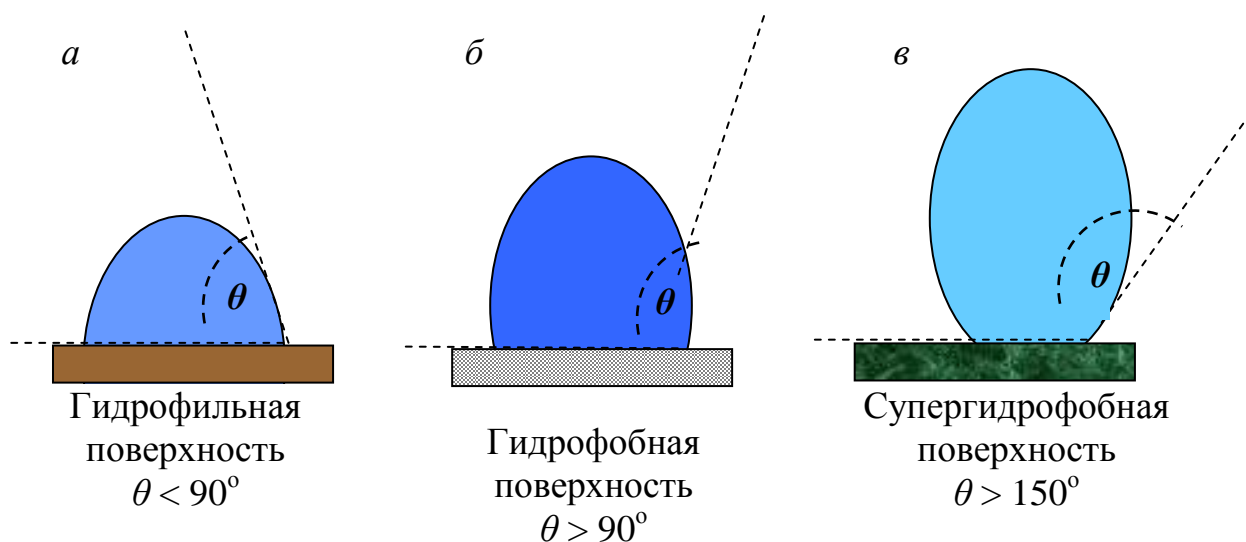 а
θ
Гидрофильная
поверхность
θ < 90°
б
θ
Гидрофобная
поверхность
θ > 90°
в
θ
Супергидрофобная
поверхность
θ > 150°